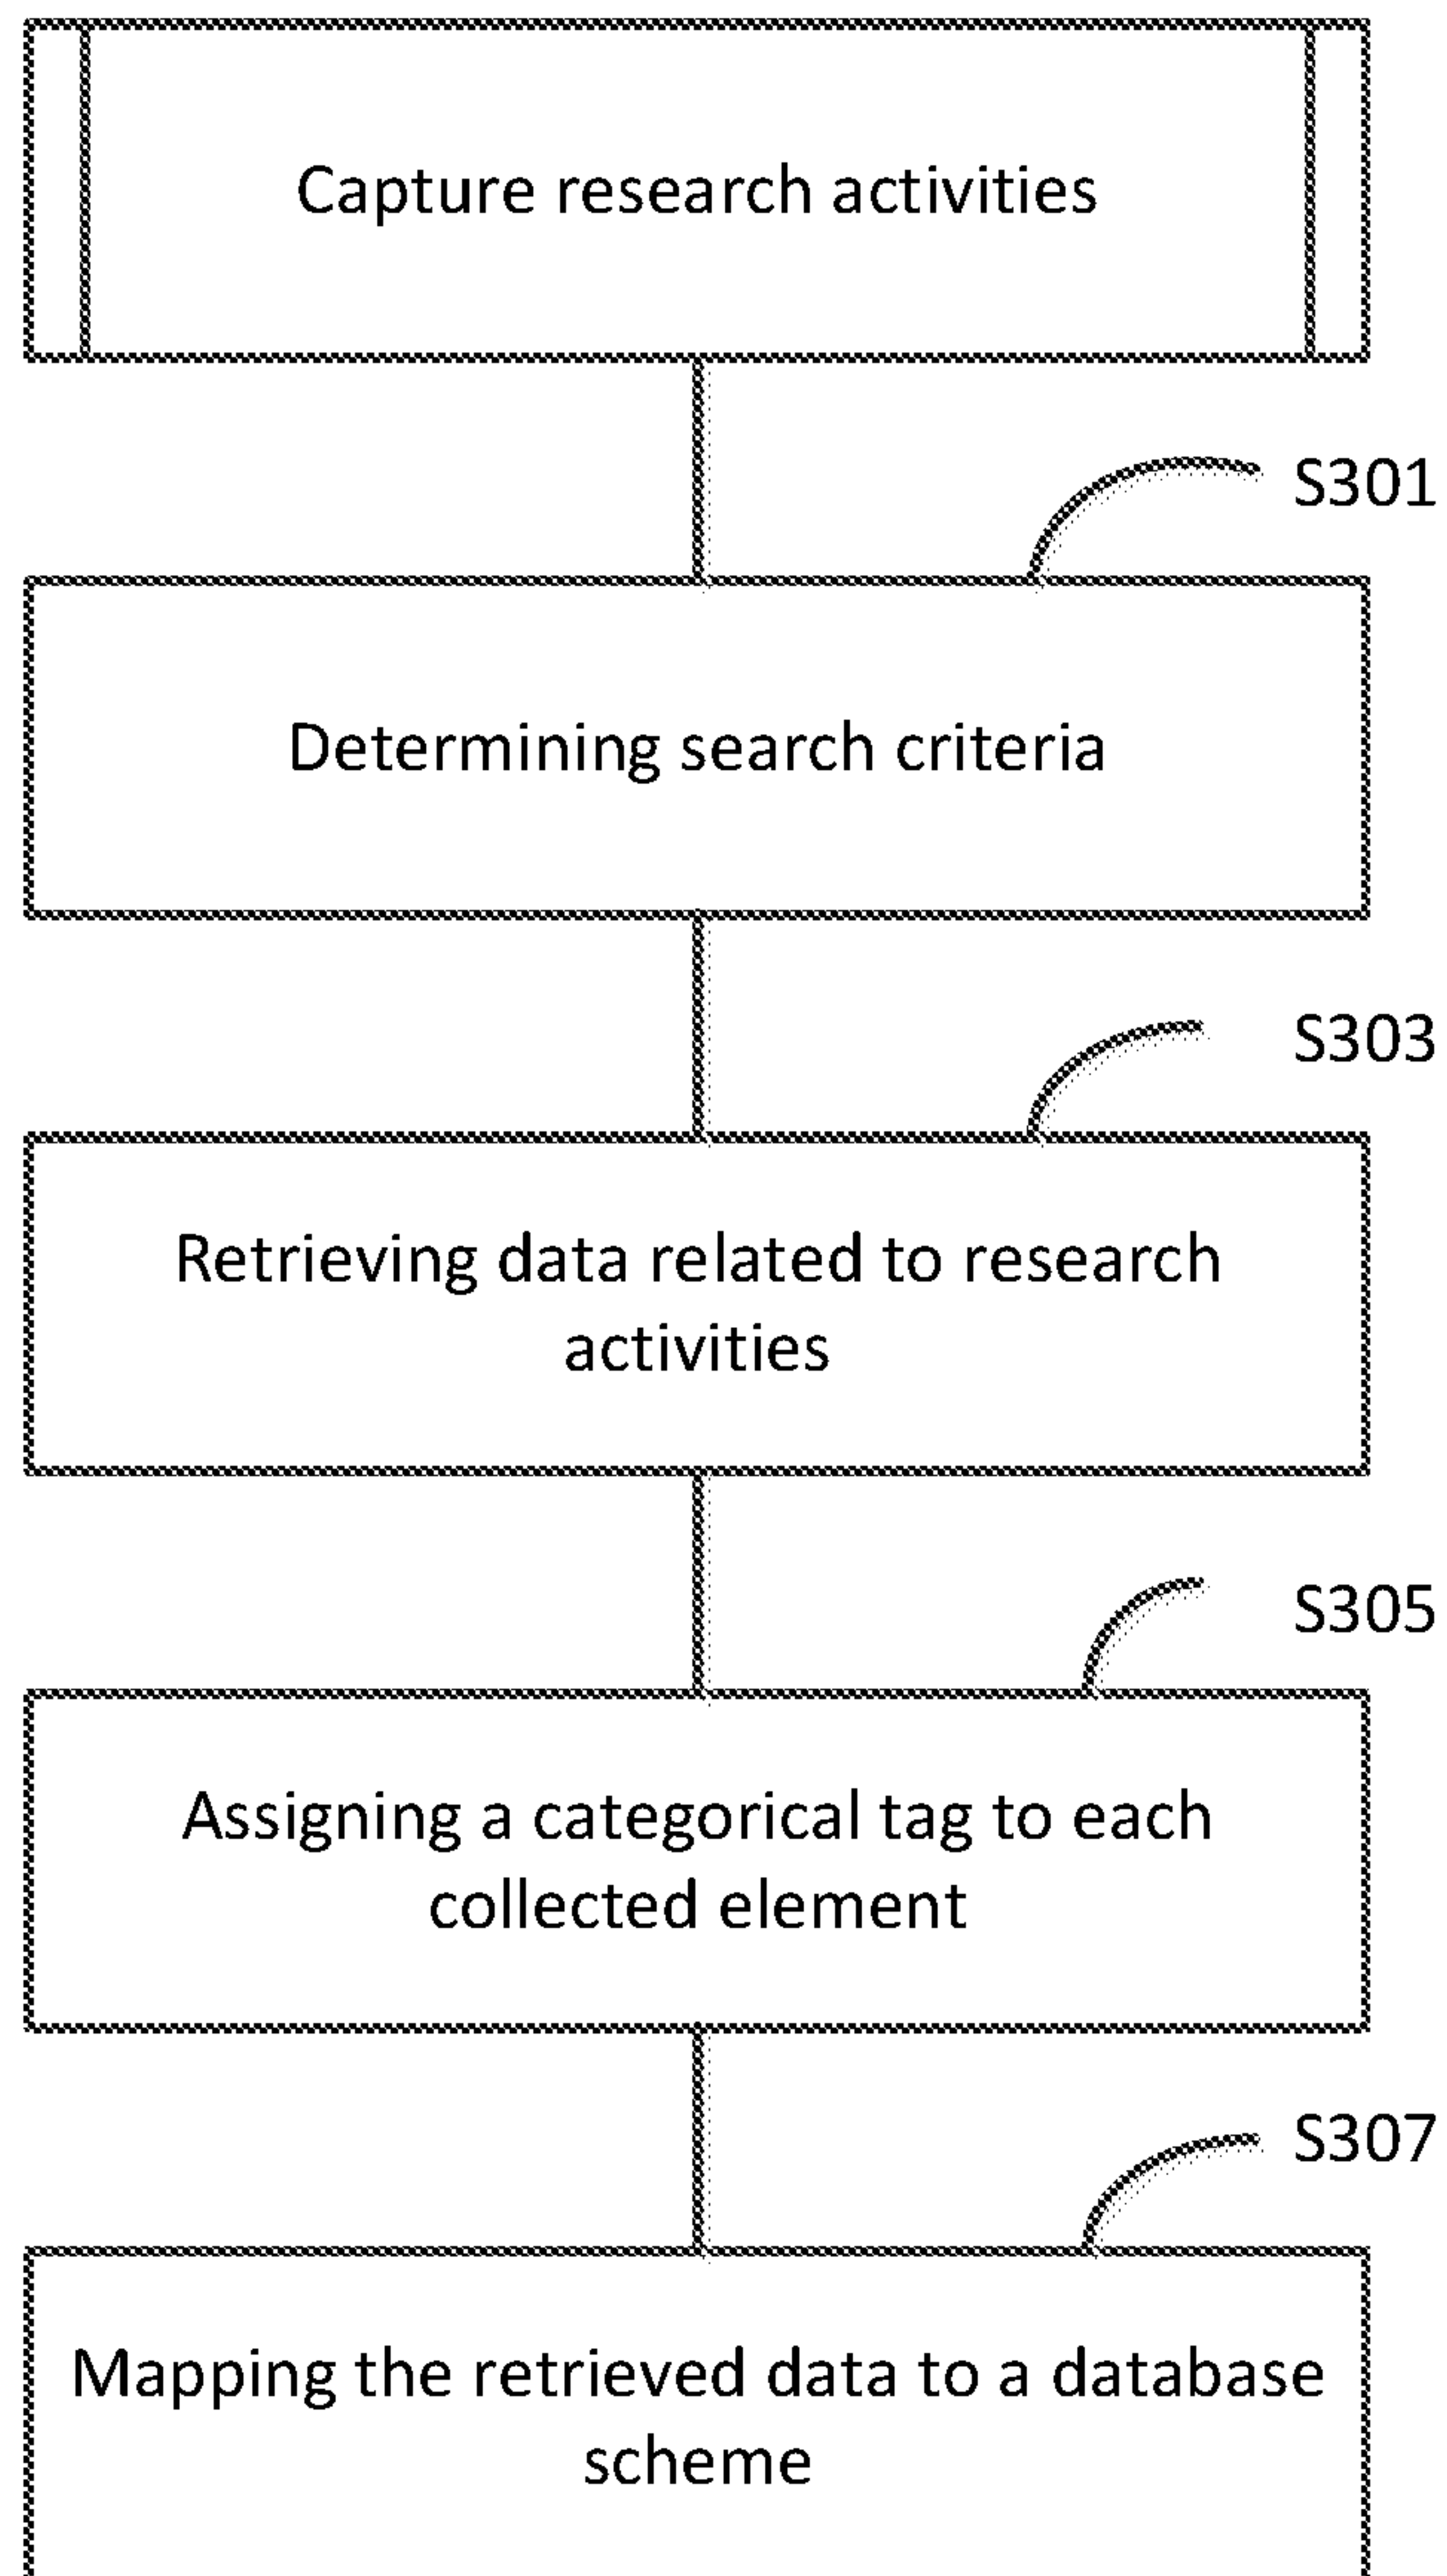 Capture research activities
S301
Determining search criteria
S303
Retrieving data related to research
activities
S305
Assigning a categorical tag to each
collected element
S307
Mapping the retrieved data to a database
scheme